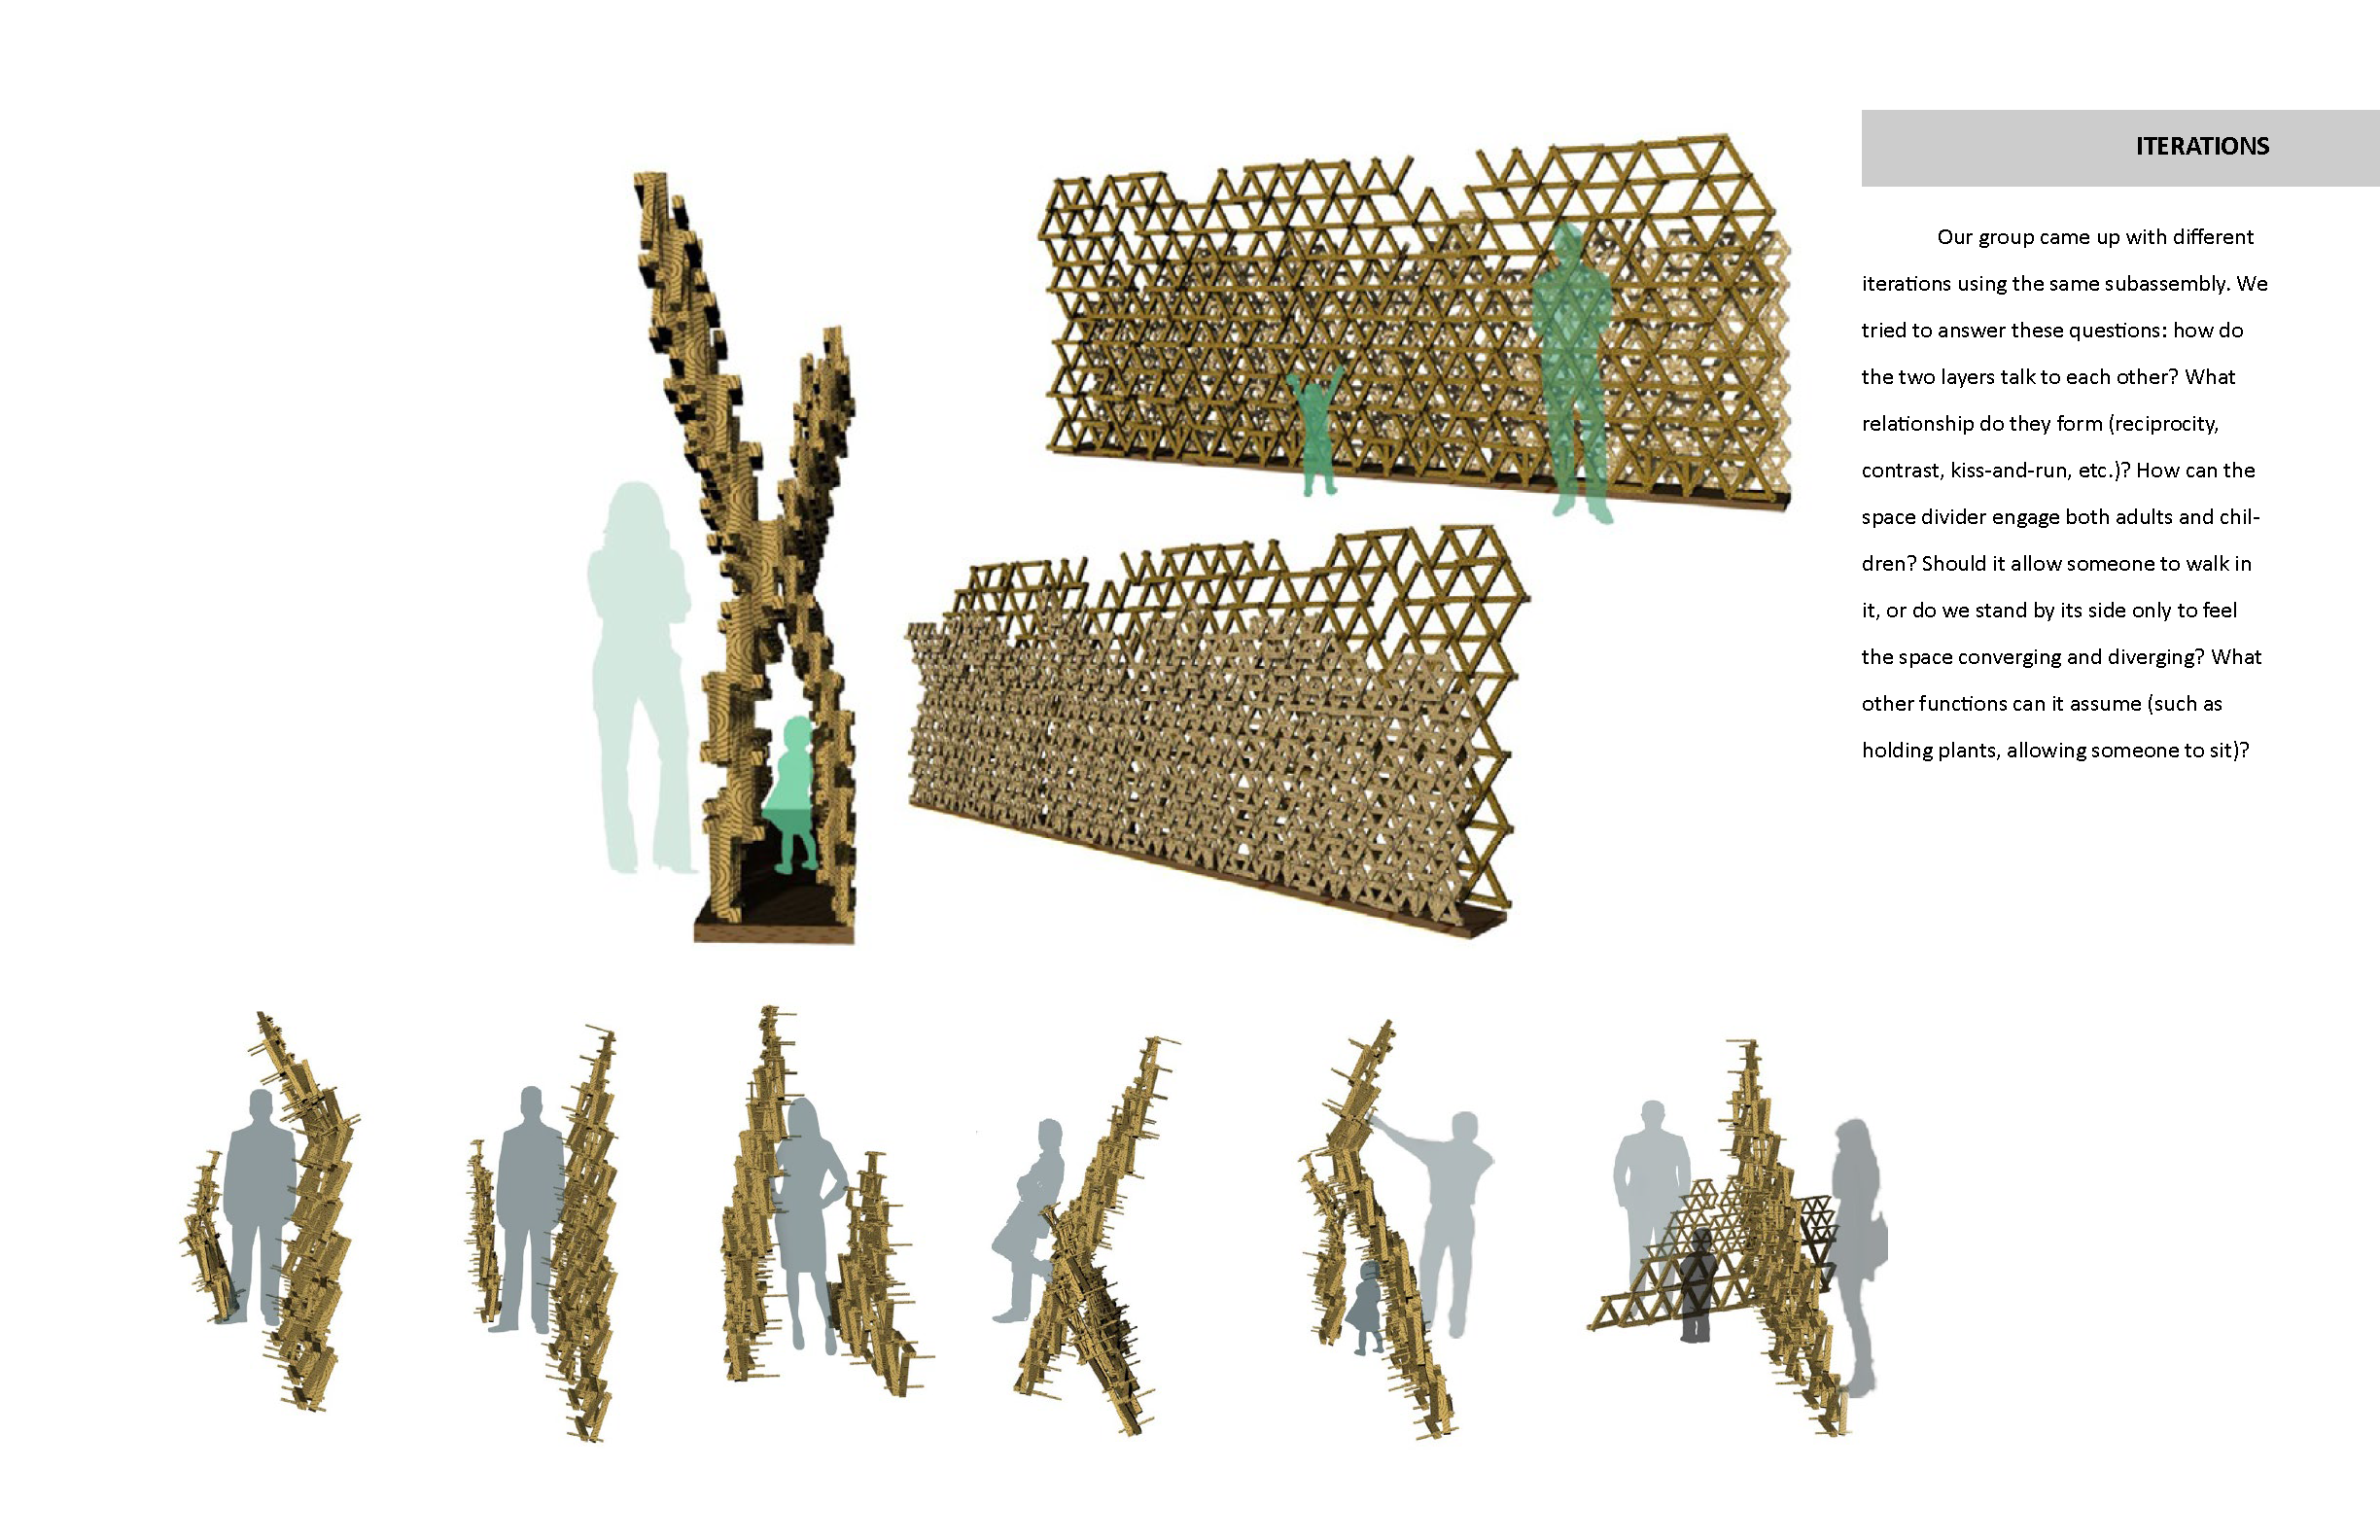 ITERATIONS
Our group came up with different
iterations using the same subassembly. We
tried to answer these questions: how do
the two layers talk to each other? What
relationship do they form (reciprocity,
contrast, kiss-and-run, etc.)? How can the
space divider engage both adults and chil-
dren? Should it allow someone to walk in
it, or do we stand by its side only to feel
the space converging and diverging? What
other functions can it assume (such as
holding plants, allowing someone to sit)?